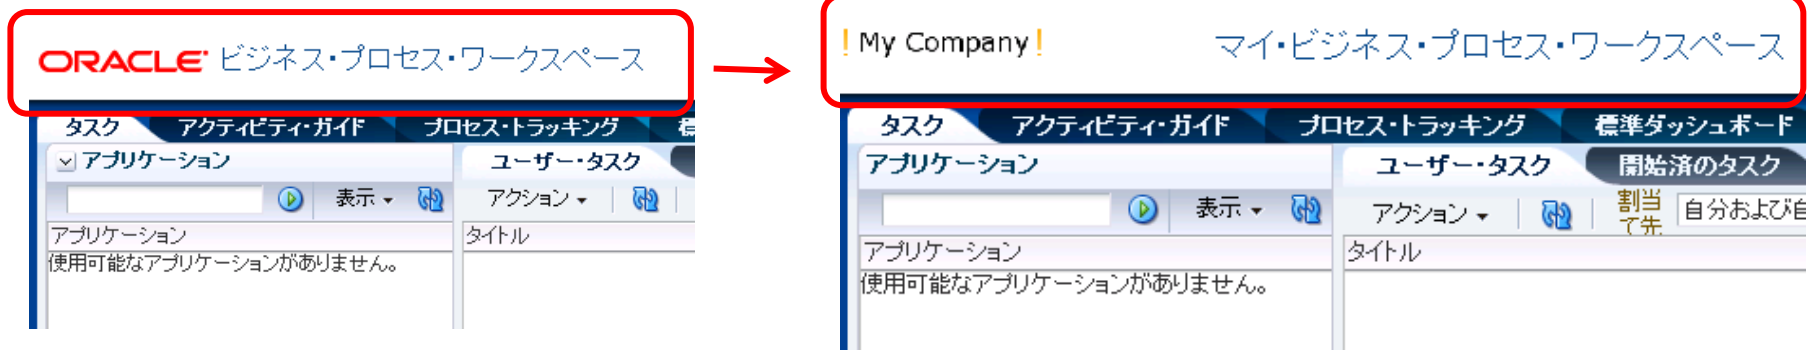 ORACLE ビジネス・プロセス・ワークスペース
タスク アクティビティ・ガイド プロセス・トラッキング
アプリケーション ユーザー・タスク
表示 アクション
アプリケーション タイトル
使用可能なアプリケーションがありません。
!My Company! マイ・ビジネス・プロセス・ワークスペース
タスク アクティビティ・ガイド プロセス・トラッキング 標準ダッシュボード
アプリケーション ユーザー・タスク 開始済のタスク
表示 アクション 割当て先 自分および自
アプリケーション タイトル
使用可能なアプリケーションがありません。